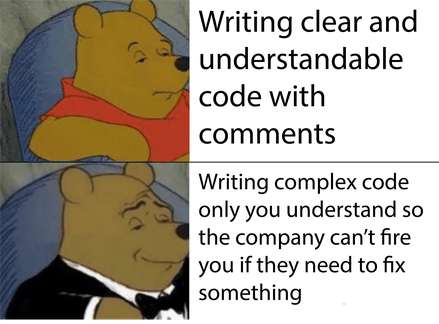 Writing clear and
understandable
code with
comments
Writing complex code
only you understand so
the company can’t fire
you if they need to fix
something